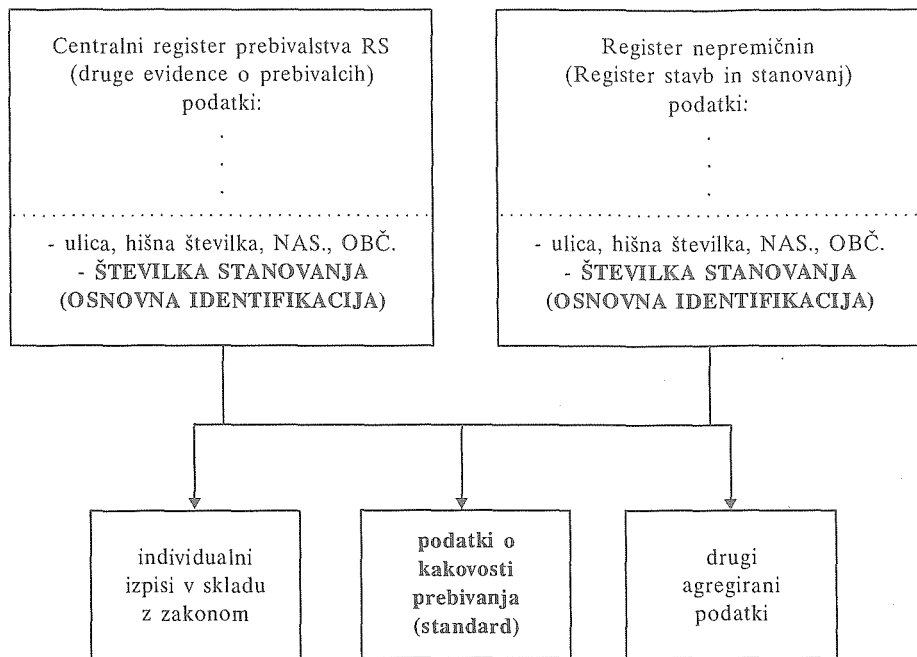 Centralni register prebivalstva RS
(druge evidence o prebivalcih)
podatki:
.
.
.
- ulica, hišna številka, NAS., OBČ.
- ŠTEVILKA STANOVANJA
(OSNOVNA IDENTIFIKACIJA)
Register nepremičnin
(Register stavb in stanovanj)
podatki:
.
.
.
- ulica, hišna številka, NAS., OBČ.
- ŠTEVILKA STANOVANJA
(OSNOVNA IDENTIFIKACIJA)
individualni
izpisi v skladu
z zakonom
podatki o
kakovosti
prebivanja
(standard)
drugi
agregirani
podatki